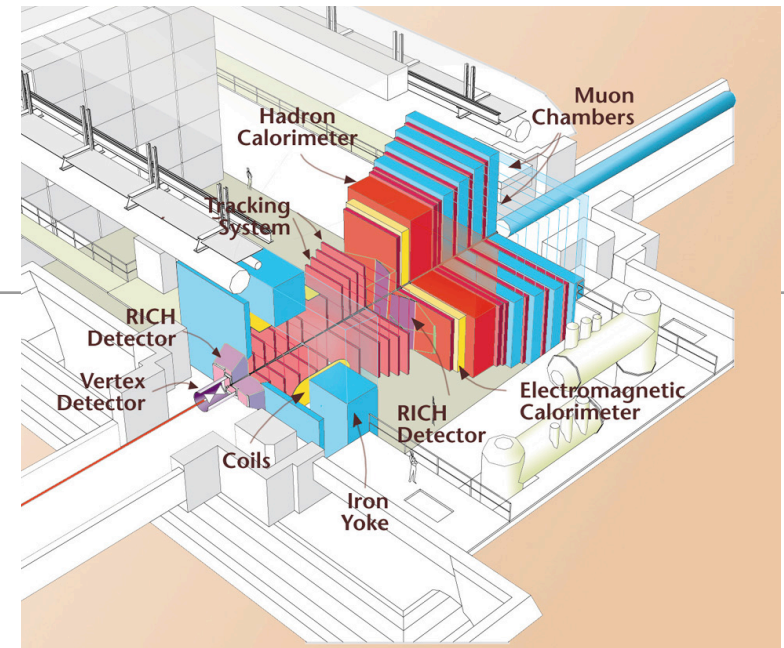 Muon
Chambers
Hadron
Calorimeter
Tracking
System
RICH
Detector
Vertex
Detector
Electromagnetic
Calorimeter
RICH
Detector
Coils
Iron
Yoke